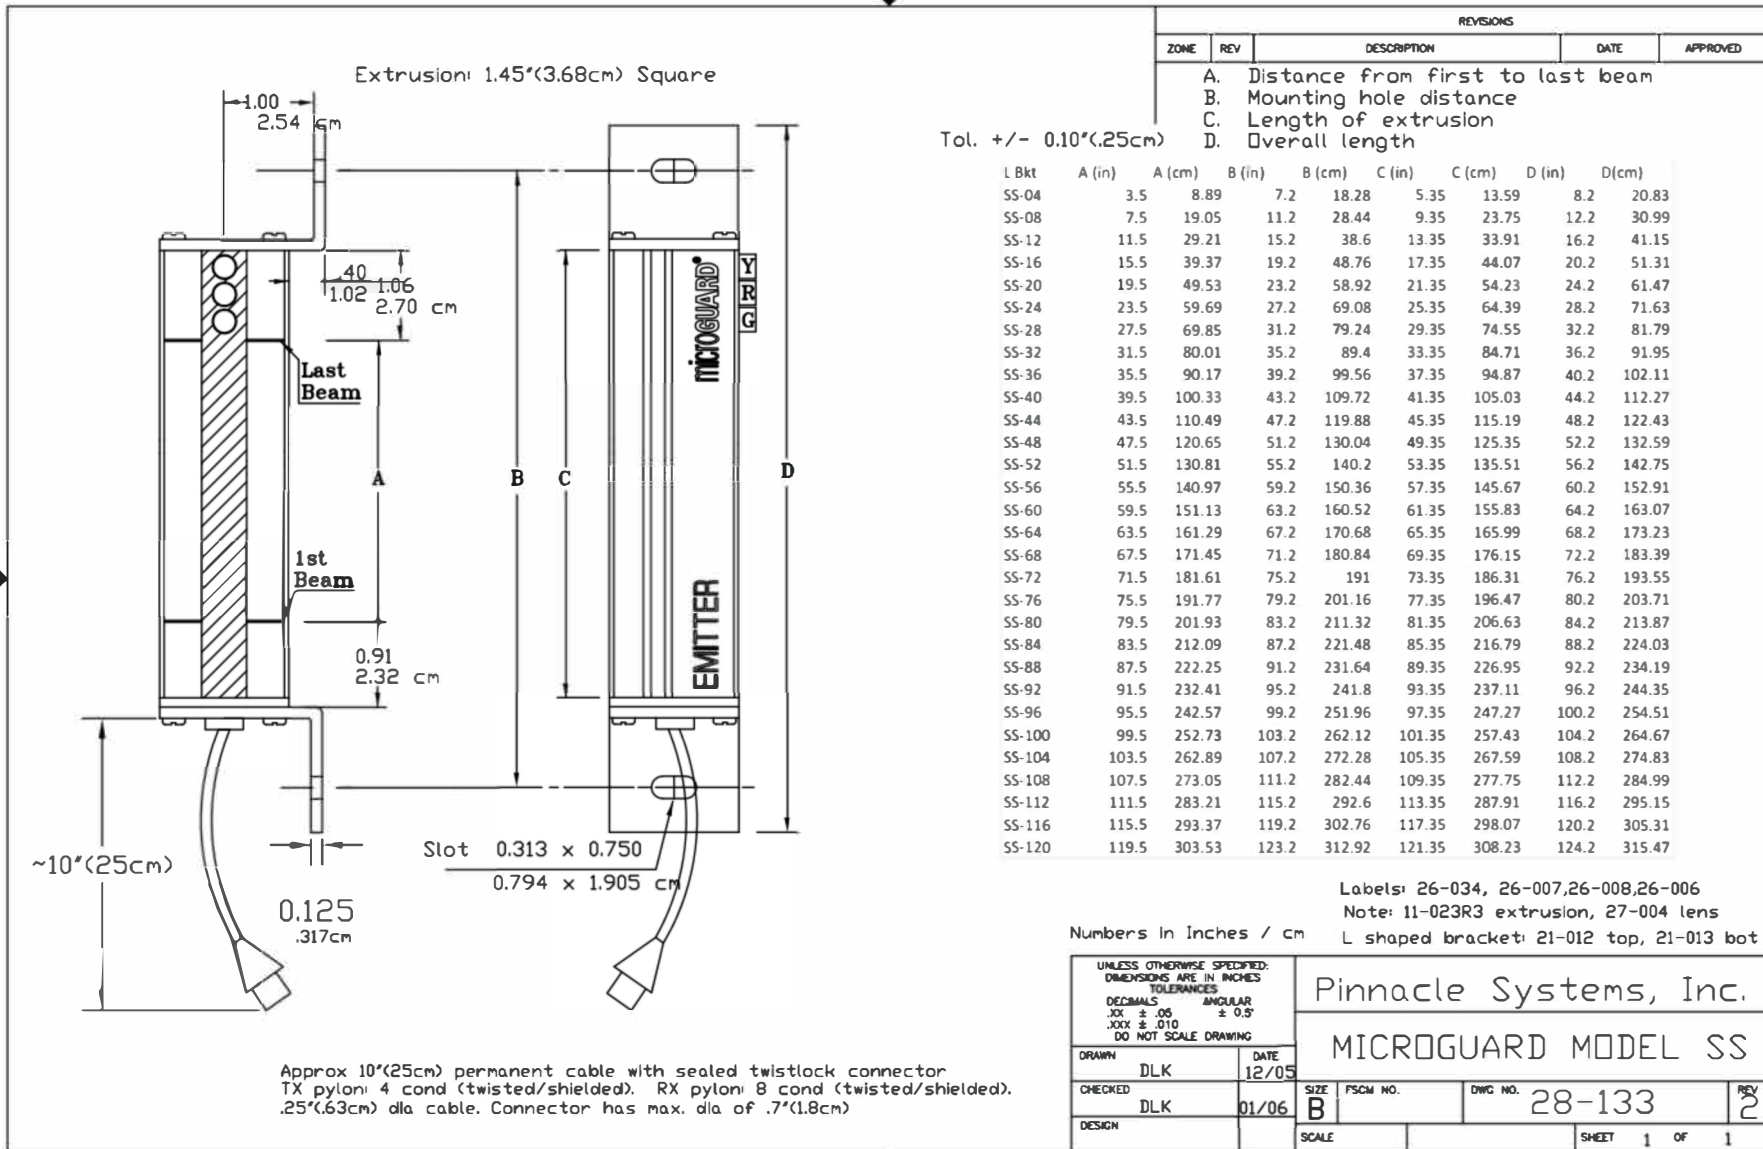 REVISIONS
ZONE REV DESCRIPTION DATE APPROVED
A. Distance from first to last beam
B. Mounting hole distance
C. Length of extrusion
D. Overall length
Tol. +/- 0.10"(.25cm)
Extrusion: 1.45"(3.68cm) Square
1.00
2.54 cm
.40
1.02
1.06
2.70 cm
Last
Beam
A
1st
Beam
0.91
2.32 cm
B
C
D
microGUARD
Y
R
G
EMITTER
~10"(25cm)
0.125
.317cm
Slot 0.313 x 0.750
0.794 x 1.905 cm
L Bkt A (in) A (cm) B (in) B (cm) C (in) C (cm) D (in) D(cm)
SS-04 3.5 8.89 7.2 18.28 5.35 13.59 8.2 20.83
SS-08 7.5 19.05 11.2 28.44 9.35 23.75 12.2 30.99
SS-12 11.5 29.21 15.2 38.6 13.35 33.91 16.2 41.15
SS-16 15.5 39.37 19.2 48.76 17.35 44.07 20.2 51.31
SS-20 19.5 49.53 23.2 58.92 21.35 54.23 24.2 61.47
SS-24 23.5 59.69 27.2 69.08 25.35 64.39 28.2 71.63
SS-28 27.5 69.85 31.2 79.24 29.35 74.55 32.2 81.79
SS-32 31.5 80.01 35.2 89.4 33.35 84.71 36.2 91.95
SS-36 35.5 90.17 39.2 99.56 37.35 94.87 40.2 102.11
SS-40 39.5 100.33 43.2 109.72 41.35 105.03 44.2 112.27
SS-44 43.5 110.49 47.2 119.88 45.35 115.19 48.2 122.43
SS-48 47.5 120.65 51.2 130.04 49.35 125.35 52.2 132.59
SS-52 51.5 130.81 55.2 140.2 53.35 135.51 56.2 142.75
SS-56 55.5 140.97 59.2 150.36 57.35 145.67 60.2 152.91
SS-60 59.5 151.13 63.2 160.52 61.35 155.83 64.2 163.07
SS-64 63.5 161.29 67.2 170.68 65.35 165.99 68.2 173.23
SS-68 67.5 171.45 71.2 180.84 69.35 176.15 72.2 183.39
SS-72 71.5 181.61 75.2 191 73.35 186.31 76.2 193.55
SS-76 75.5 191.77 79.2 201.16 77.35 196.47 80.2 203.71
SS-80 79.5 201.93 83.2 211.32 81.35 206.63 84.2 213.87
SS-84 83.5 212.09 87.2 221.48 85.35 216.79 88.2 224.03
SS-88 87.5 222.25 91.2 231.64 89.35 226.95 92.2 234.19
SS-92 91.5 232.41 95.2 241.8 93.35 237.11 96.2 244.35
SS-96 95.5 242.57 99.2 251.96 97.35 247.27 100.2 254.51
SS-100 99.5 252.73 103.2 262.12 101.35 257.43 104.2 264.67
SS-104 103.5 262.89 107.2 272.28 105.35 267.59 108.2 274.83
SS-108 107.5 273.05 111.2 282.44 109.35 277.75 112.2 284.99
SS-112 111.5 283.21 115.2 292.6 113.35 287.91 116.2 295.15
SS-116 115.5 293.37 119.2 302.76 117.35 298.07 120.2 305.31
SS-120 119.5 303.53 123.2 312.92 121.35 308.23 124.2 315.47
Labels: 26-034, 26-007,26-008,26-006
Note: 11-023R3 extrusion, 27-004 lens
Numbers in Inches / cm
L shaped bracket: 21-012 top, 21-013 bot
Approx 10"(25cm) permanent cable with sealed twistlock connector
TX pylon: 4 cond (twisted/shielded). RX pylon: 8 cond (twisted/shielded).
.25"(.63cm) dia cable. Connector has max. dia of .7"(1.8cm)
UNLESS OTHERWISE SPECIFIED:
DIMENSIONS ARE IN INCHES
TOLERANCES
DECIMALS ANGULAR
.XX ± .06 ± 0.5°
.XXX ± .010
DO NOT SCALE DRAWING
DRAWN DLK DATE 12/05
CHECKED DLK 01/06
DESIGN
Pinnacle Systems, Inc.
MICROGUARD MODEL SS
SIZE B FSCM NO. DWG NO. 28-133 REV 2
SCALE SHEET 1 OF 1